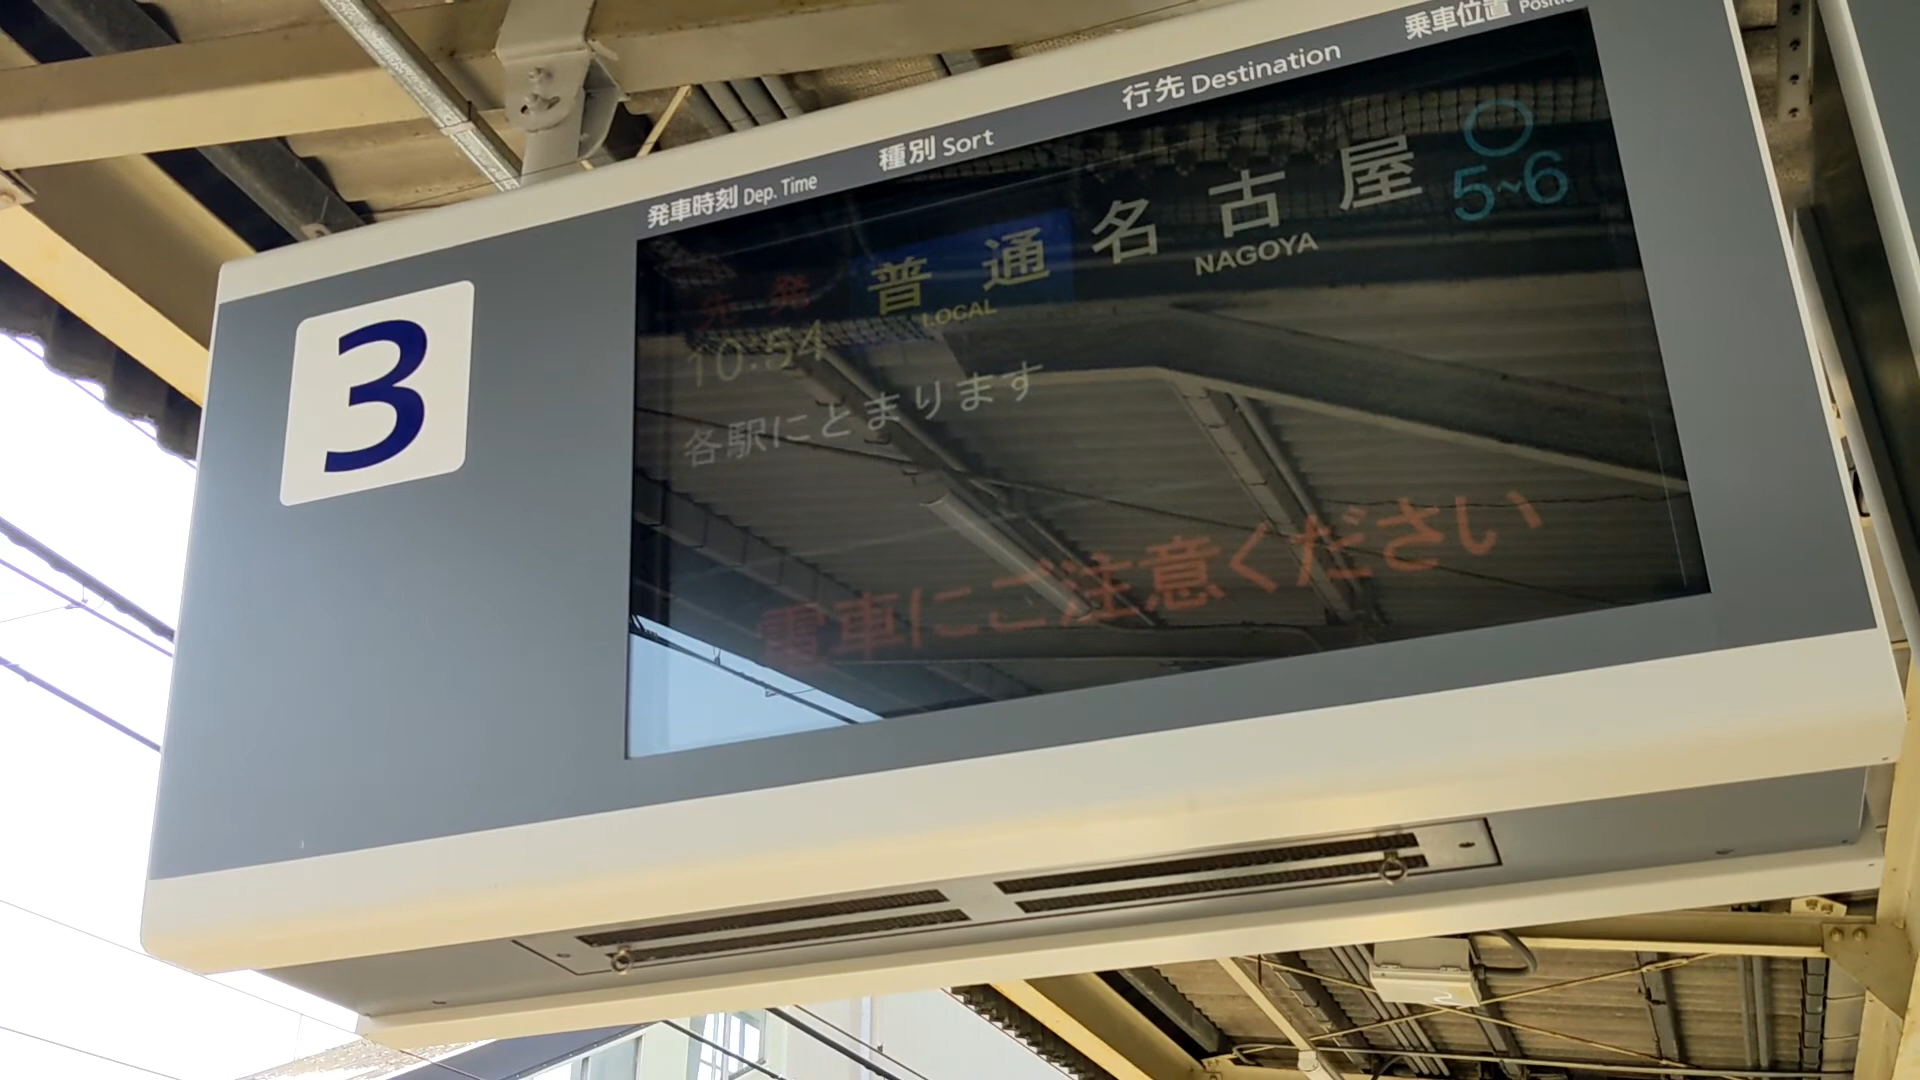 3
発車時刻 Dep. Time 種別 Sort 行先 Destination 乗車位置 Positio
先発 普通 名古屋 ○
LOCAL NAGOYA 5~6
10:54
各駅にとまります
電車にご注意ください